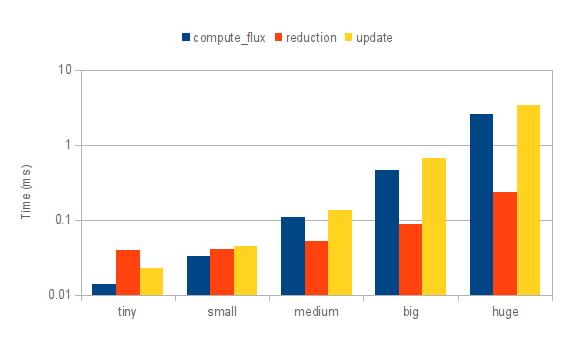 compute_flux reduction update
10
1
0.1
0.01
Time (ms)
tiny small medium big huge